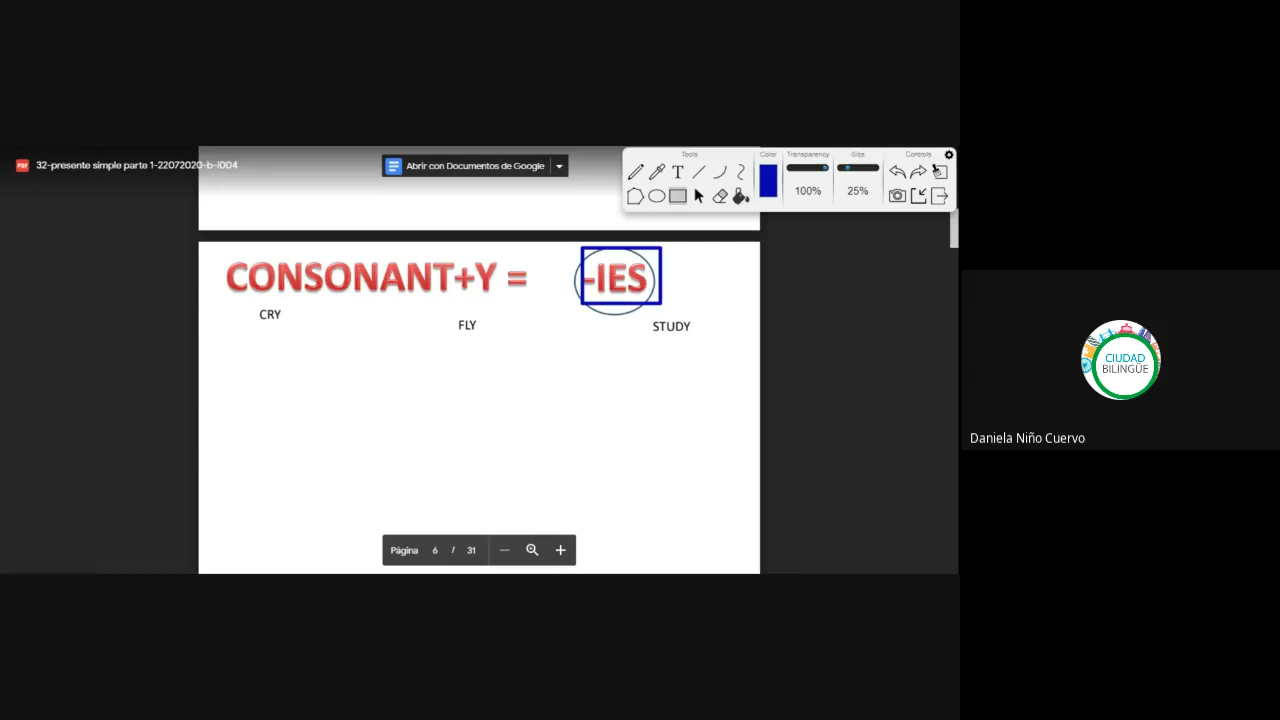 32-presente simple parte 1-22072020-b-i004
Abrir con Documentos de Google
Tools
Color
Transparency
Size
Controls
T
100%
25%
CONSONANT+Y = -IES
CRY
FLY
STUDY
Página 6 / 31
CIUDAD
BILINGÜE
Daniela Niño Cuervo